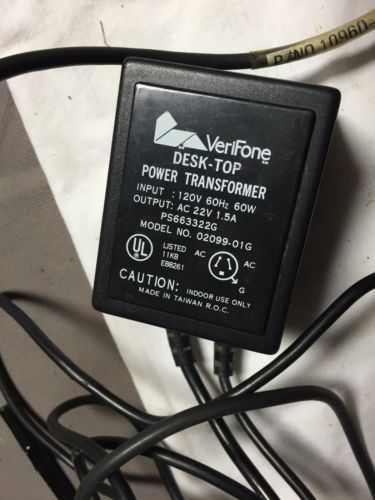 P/NO 10960-
VeriFone
DESK-TOP
POWER TRANSFORMER
INPUT : 120V 60Hz 60W
OUTPUT: AC 22V 1.5A
PS663322G
MODEL NO. 02099-01G
UL LISTED AC AC
11K8
E88261 G
CAUTION: INDOOR USE ONLY
MADE IN TAIWAN R.O.C.